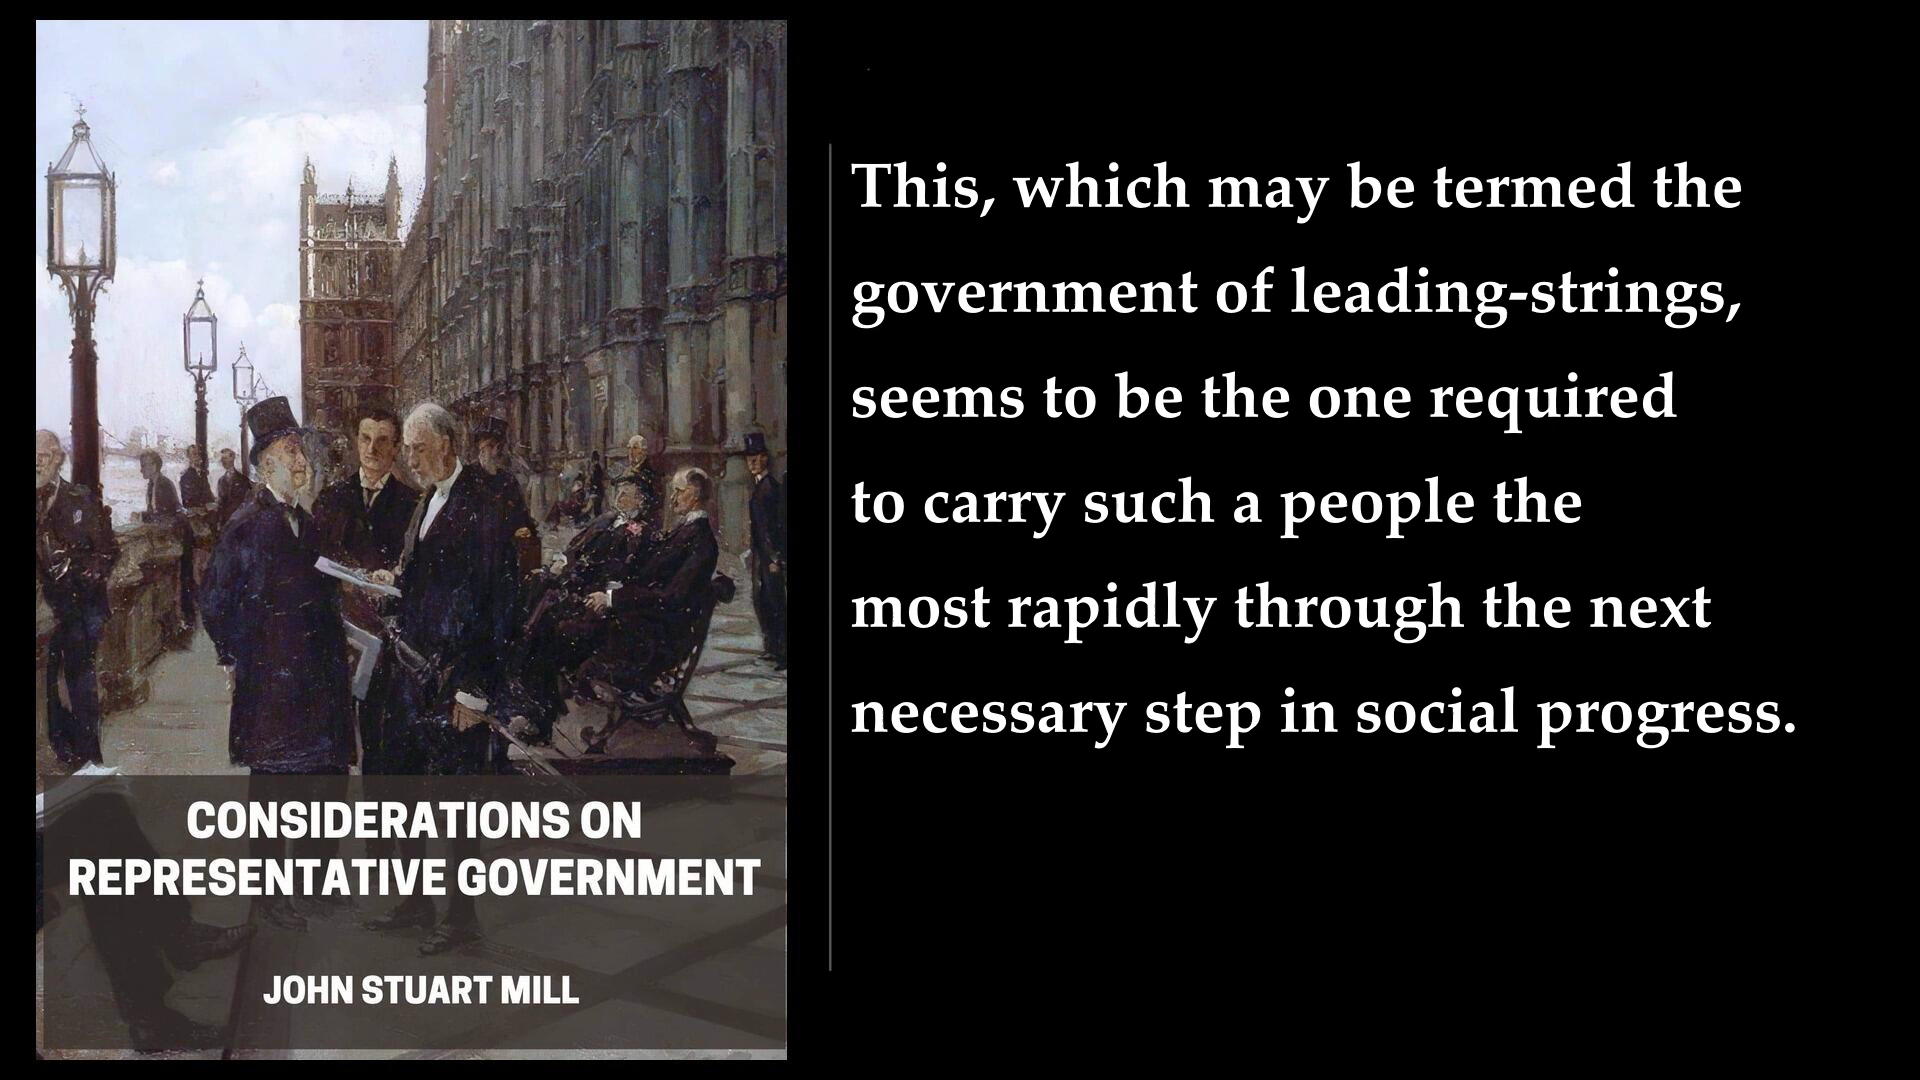 This, which may be termed the
government of leading-strings,
seems to be the one required
to carry such a people the
most rapidly through the next
necessary step in social progress.
CONSIDERATIONS ON
REPRESENTATIVE GOVERNMENT
JOHN STUART MILL